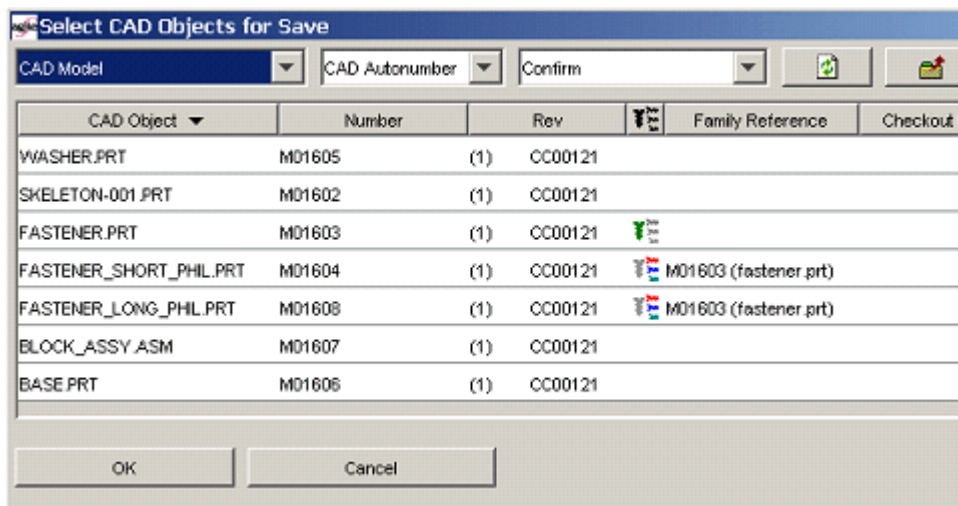 agile Select CAD Objects for Save
CAD Model CAD Autonumber Confirm
CAD Object Number Rev Family Reference Checkout
WASHER.PRT M01605 (1) CC00121
SKELETON-001.PRT M01602 (1) CC00121
FASTENER.PRT M01603 (1) CC00121
FASTENER_SHORT_PHIL.PRT M01604 (1) CC00121 M01603 (fastener.prt)
FASTENER_LONG_PHIL.PRT M01608 (1) CC00121 M01603 (fastener.prt)
BLOCK_ASSY.ASM M01607 (1) CC00121
BASE.PRT M01606 (1) CC00121
OK Cancel